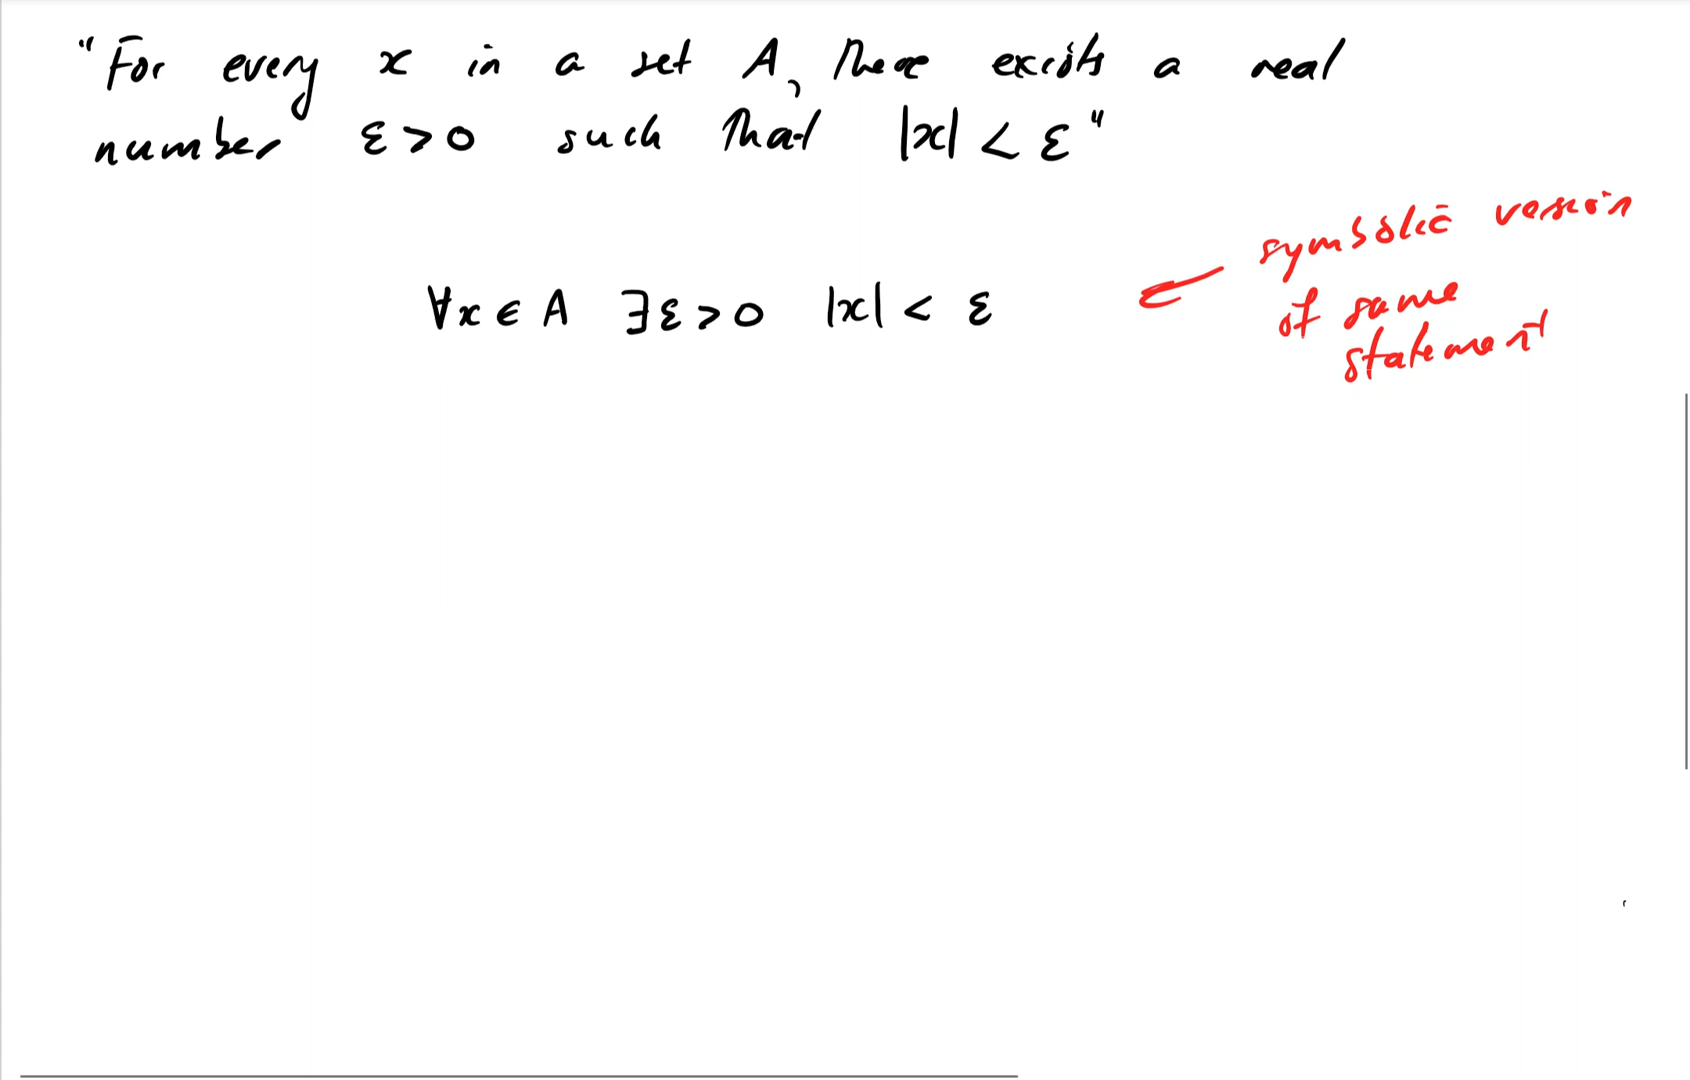 "For every x in a set A, there exists a real
number ε>0 such that |x| < ε"
symbolic version
∀x ∈ A ∃ε>0 |x| < ε
of same
statement